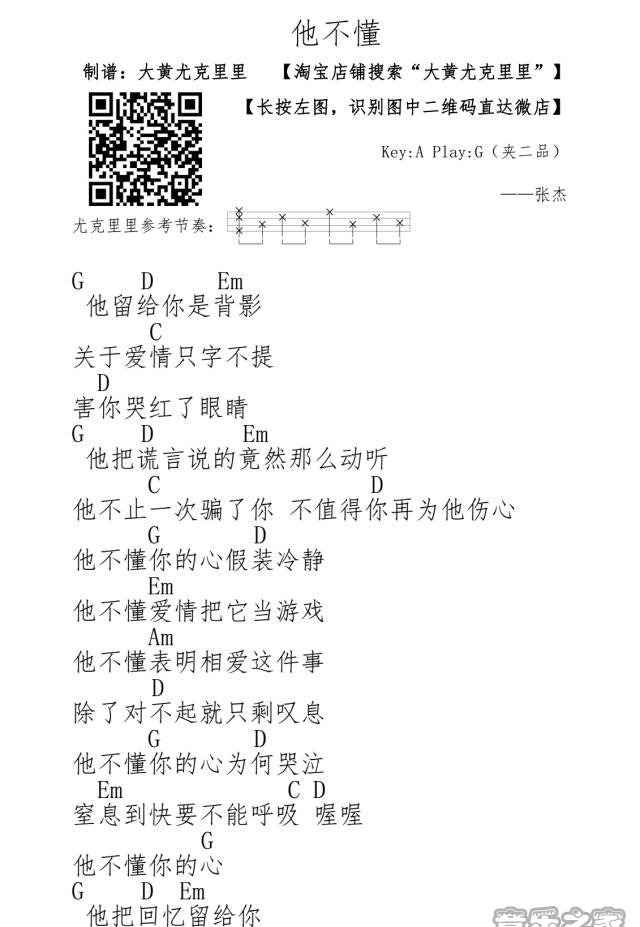 他不懂
制谱：大黄尤克里里 【淘宝店铺搜索“大黄尤克里里”】
【长按左图，识别图中二维码直达微店】
Key:A Play:G（夹二品）
——张杰
尤克里里参考节奏：
G D Em
他留给你是背影
C
关于爱情只字不提
D
害你哭红了眼睛
G D Em
他把谎言说的竟然那么动听
C D
他不止一次骗了你 不值得你再为他伤心
G D
他不懂你的心假装冷静
Em
他不懂爱情把它当游戏
Am
他不懂表明相爱这件事
D
除了对不起就只剩叹息
G D
他不懂你的心为何哭泣
Em C D
窒息到快要不能呼吸 喔喔
G
他不懂你的心
G D Em
他把回忆留给你
音乐之家